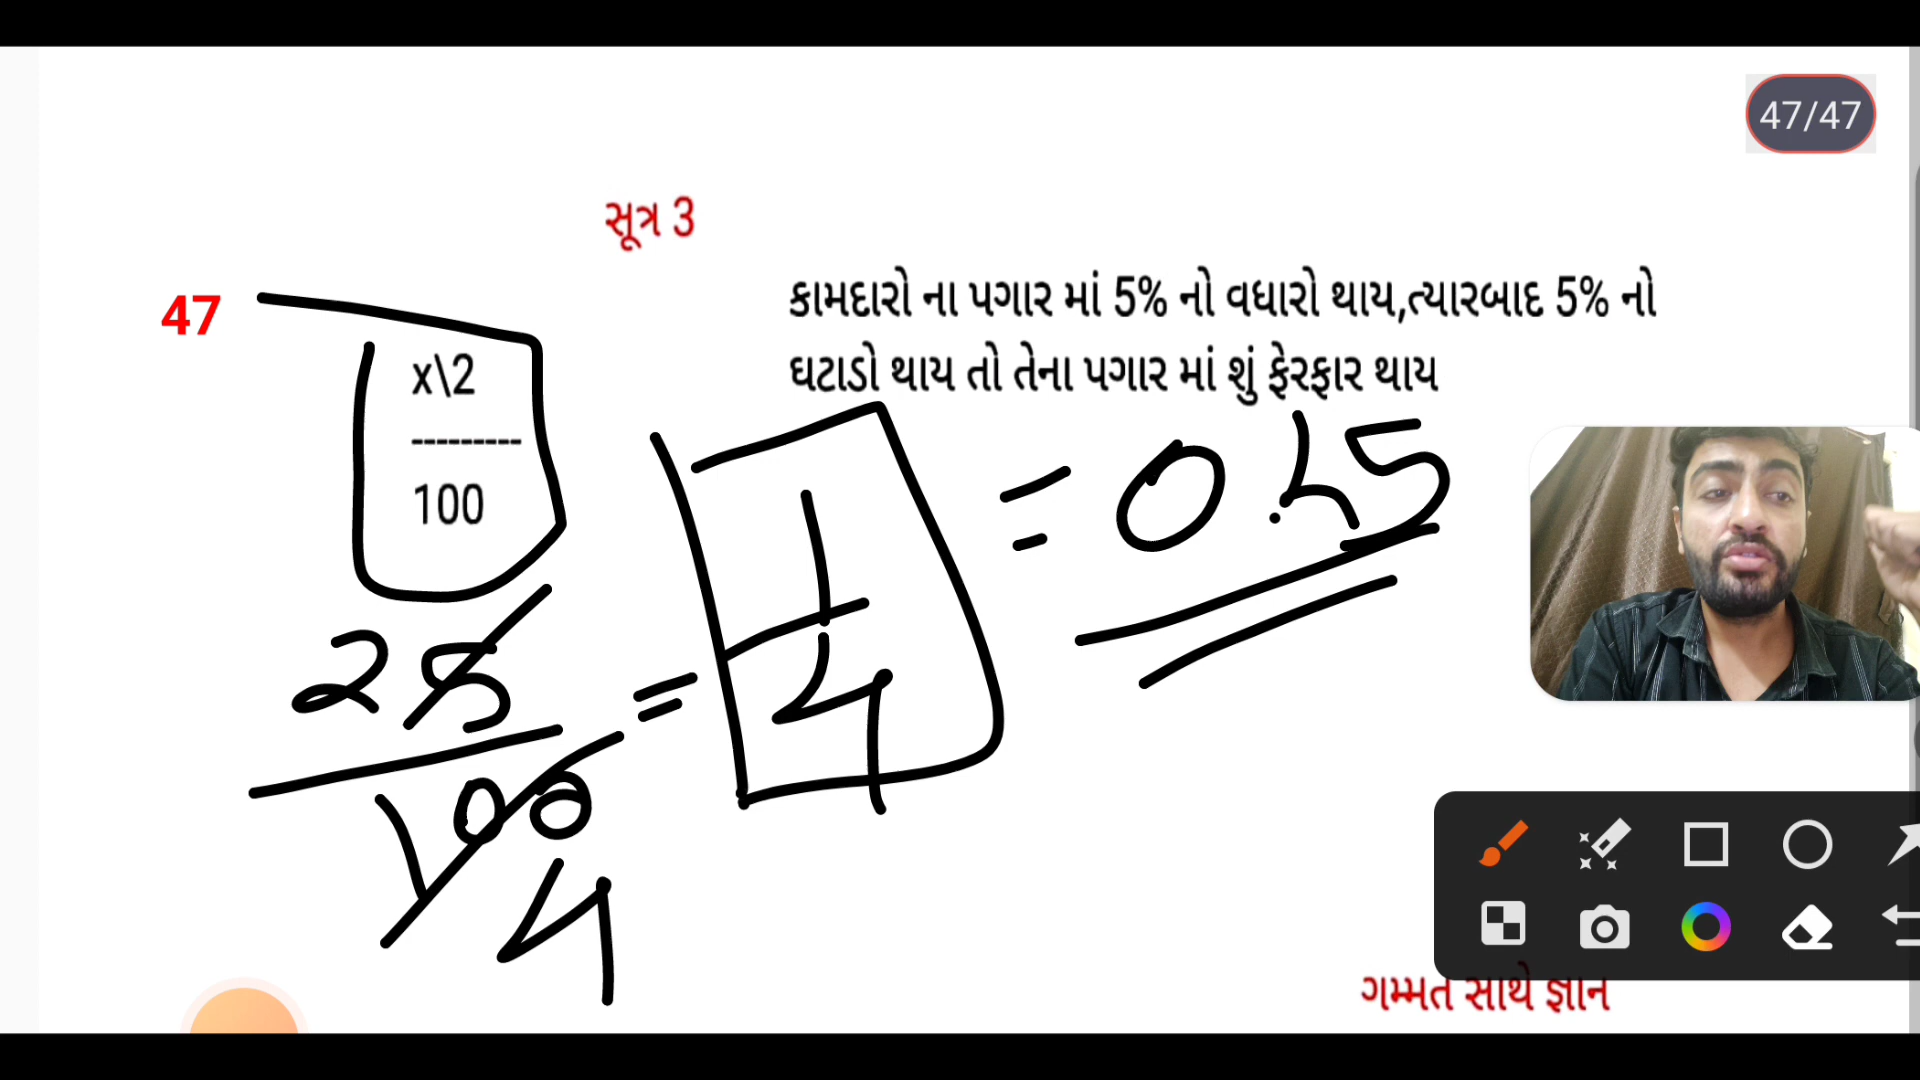 47/47
સૂત્ર 3
47
કામદારો ના પગાર માં 5% નો વધારો થાય,ત્યારબાદ 5% નો
ઘટાડો થાય તો તેના પગાર માં શું ફેરફાર થાય
x\2
---------
100
25
100
4
= 1/4
= 0.25
ગમ્મત સાથે જ્ઞાન